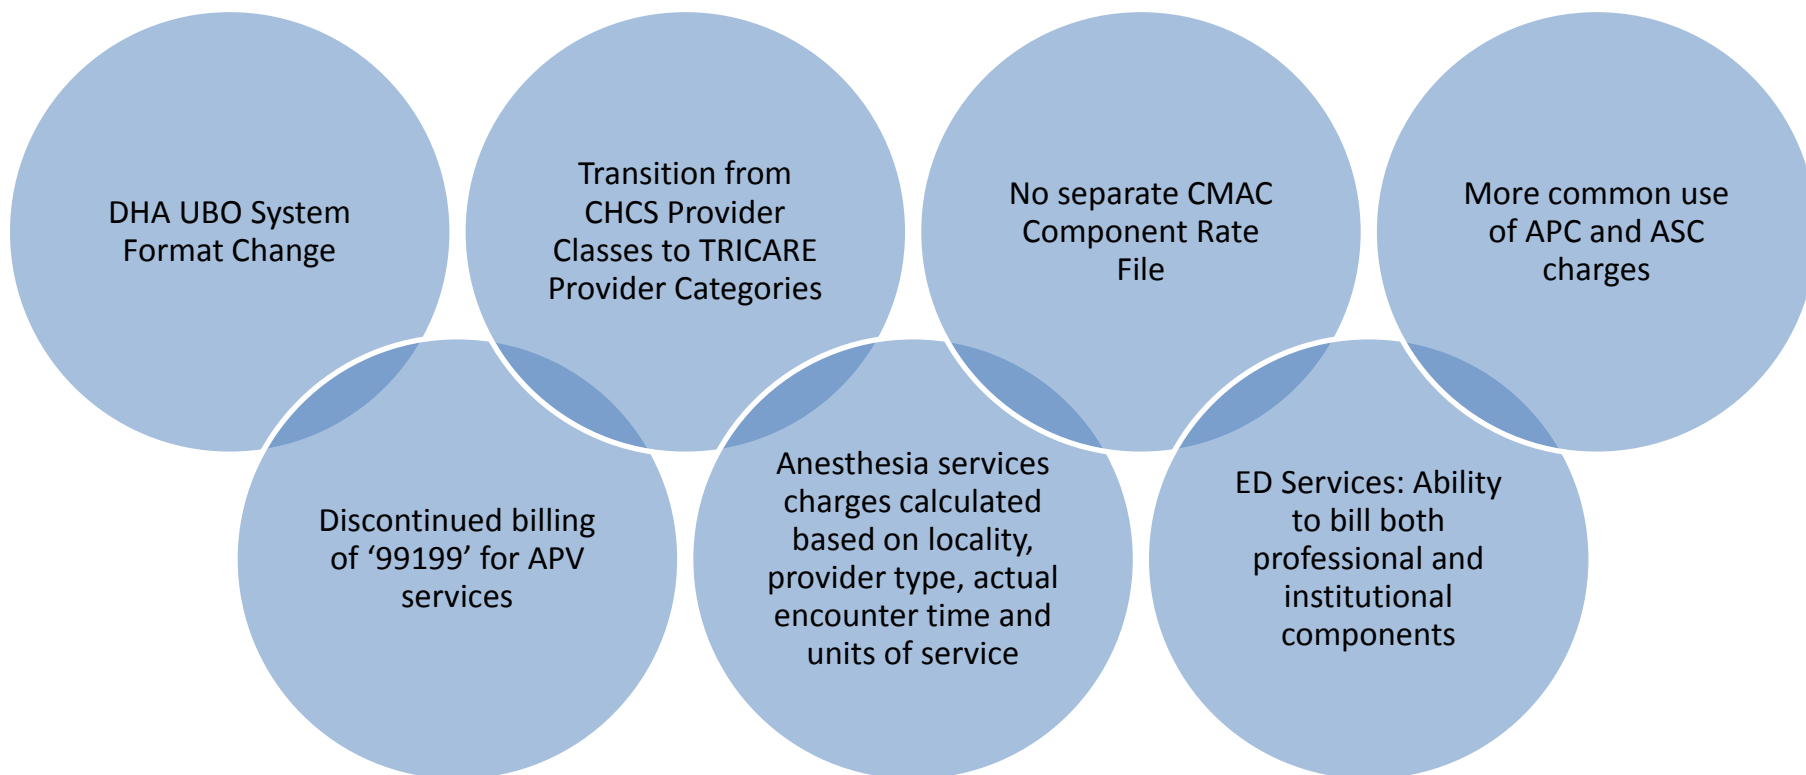 DHA UBO System
Format Change
Transition from
CHCS Provider
Classes to TRICARE
Provider Categories
No separate CMAC
Component Rate
File
More common use
of APC and ASC
charges
Discontinued billing
of ‘99199’ for APV
services
Anesthesia services
charges calculated
based on locality,
provider type, actual
encounter time and
units of service
ED Services: Ability
to bill both
professional and
institutional
components